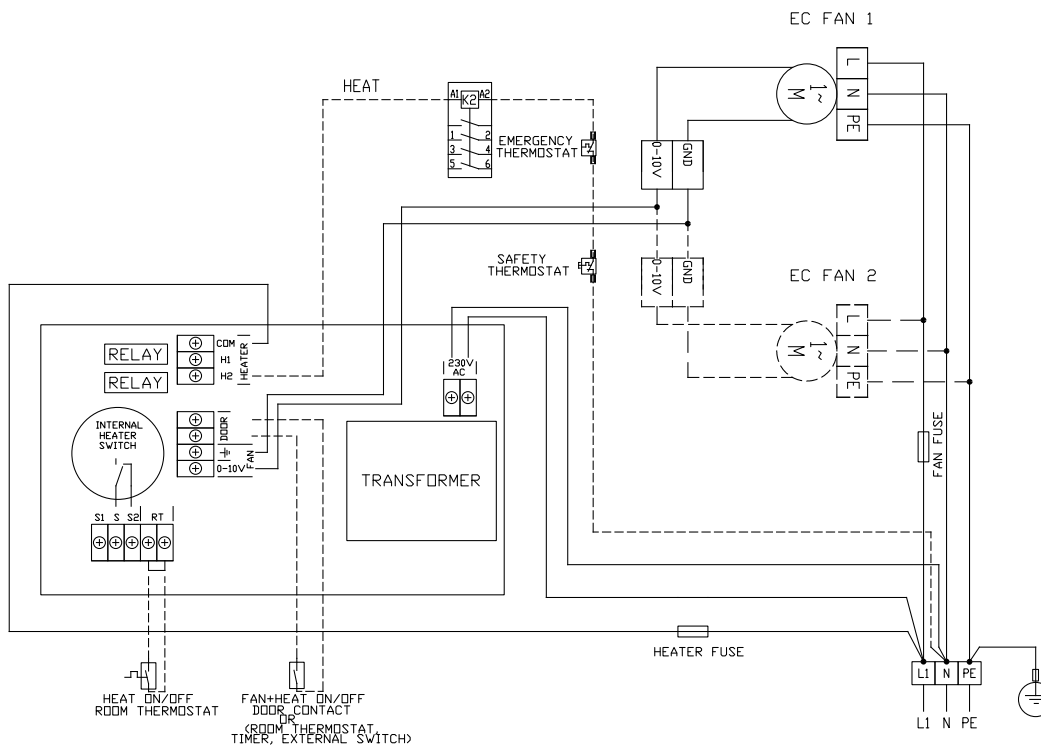 EC FAN 1
L
N
PE
1~
M
HEAT
A1 K2 A2
1 2
3 4
5 6
EMERGENCY
THERMOSTAT
0-10V
GND
SAFETY
THERMOSTAT
0-10V
GND
EC FAN 2
L
N
PE
1~
M
RELAY
RELAY
COM
H1
H2
HEATER
230V
AC
INTERNAL
HEATER
SWITCH
DOOR
0-10V
FAN
TRANSFORMER
FAN FUSE
S1 S S2 RT
HEATER FUSE
L1 N PE
L1 N PE
HEAT ON/OFF
ROOM THERMOSTAT
FAN+HEAT ON/OFF
DOOR CONTACT
OR
(ROOM THERMOSTAT,
TIMER, EXTERNAL SWITCH)